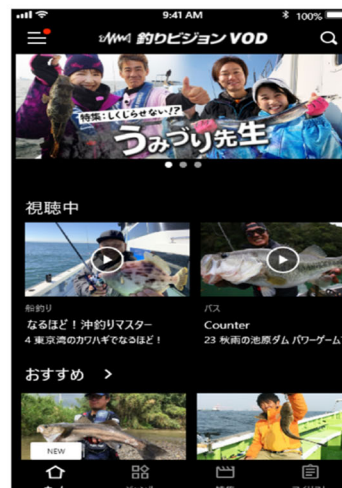 9:41 AM
100%
釣りビジョン VOD
特集:しくじらせない!?
うみづり先生
視聴中
船釣り
バス
なるほど！沖釣りマスター
Counter
4 東京湾のカワハギでなるほど！
23 秋雨の池原ダム パワーゲーム
おすすめ >
NEW